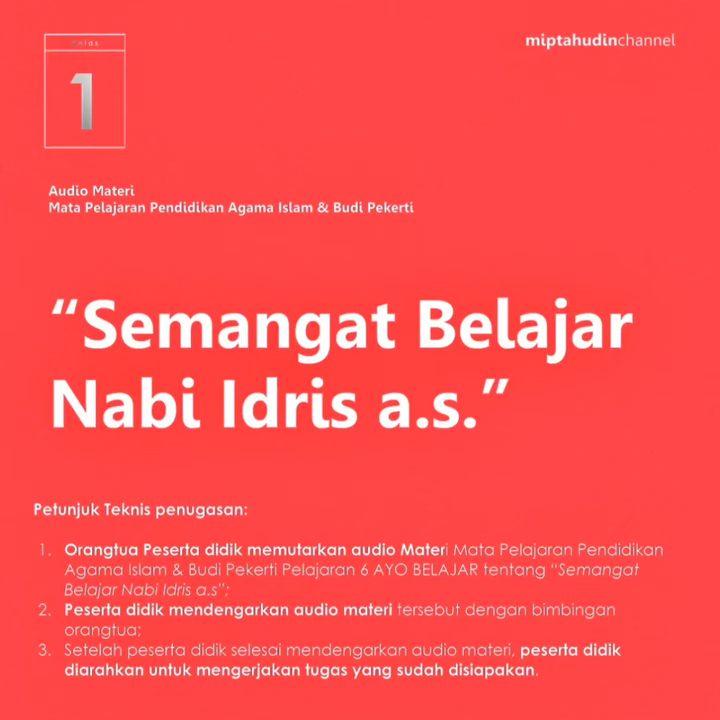 1
miptahudinchannel
Audio Materi
Mata Pelajaran Pendidikan Agama Islam & Budi Pekerti
“Semangat Belajar
Nabi Idris a.s.”
Petunjuk Teknis penugasan:
1. Orangtua Peserta didik memutarkan audio Materi Mata Pelajaran Pendidikan
Agama Islam & Budi Pekerti Pelajaran 6 AYO BELAJAR tentang “Semangat
Belajar Nabi Idris a.s”;
2. Peserta didik mendengarkan audio materi tersebut dengan bimbingan
orangtua;
3. Setelah peserta didik selesai mendengarkan audio materi, peserta didik
diarahkan untuk mengerjakan tugas yang sudah disiapakan.